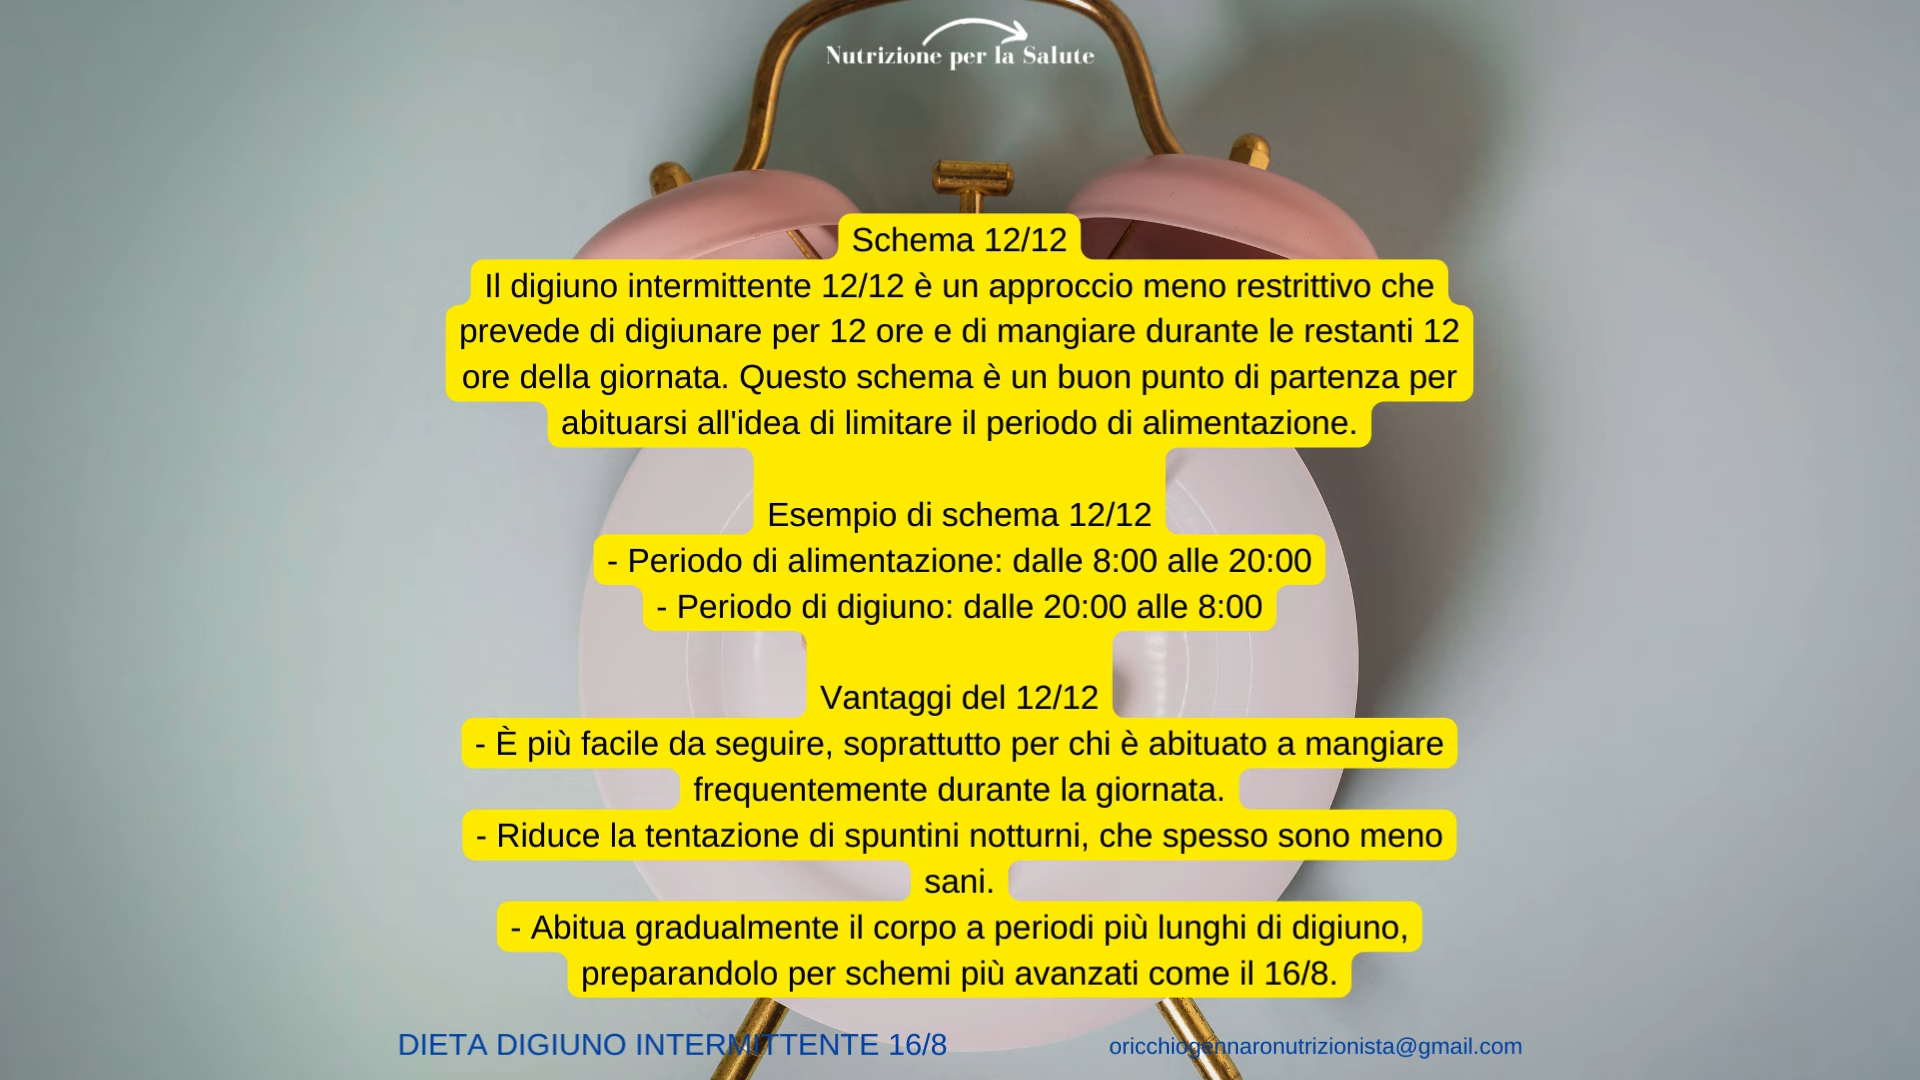 Nutrizione per la Salute
Schema 12/12
Il digiuno intermittente 12/12 è un approccio meno restrittivo che
prevede di digiunare per 12 ore e di mangiare durante le restanti 12
ore della giornata. Questo schema è un buon punto di partenza per
abituarsi all'idea di limitare il periodo di alimentazione.
Esempio di schema 12/12
- Periodo di alimentazione: dalle 8:00 alle 20:00
- Periodo di digiuno: dalle 20:00 alle 8:00
Vantaggi del 12/12
- È più facile da seguire, soprattutto per chi è abituato a mangiare
frequentemente durante la giornata.
- Riduce la tentazione di spuntini notturni, che spesso sono meno
sani.
- Abitua gradualmente il corpo a periodi più lunghi di digiuno,
preparandolo per schemi più avanzati come il 16/8.
DIETA DIGIUNO INTERMITTENTE 16/8
oricchiogennaronutrizionista@gmail.com